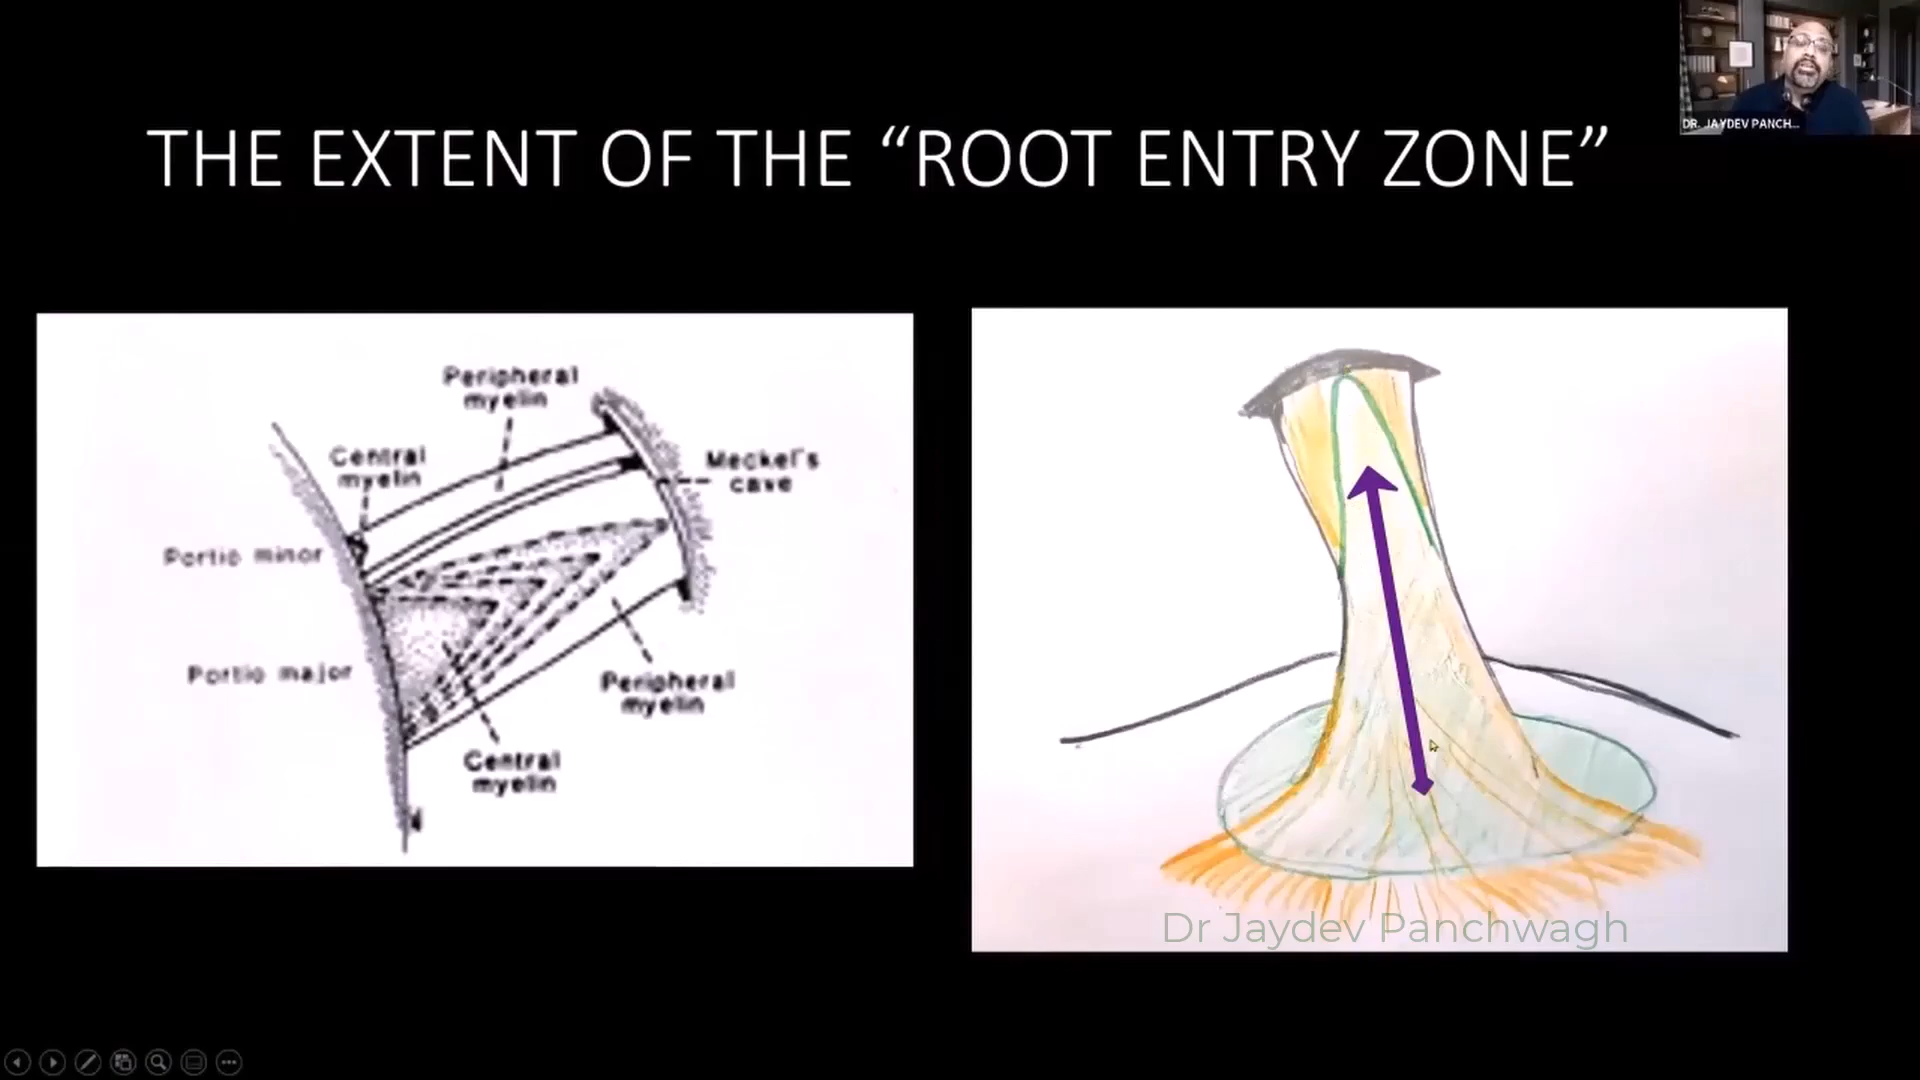 DR. JAYDEV PANCH...
THE EXTENT OF THE “ROOT ENTRY ZONE”
Peripheral
myelin
Central
myelin
Meckel's
cave
Portio minor
Portio major
Peripheral
myelin
Central
myelin
Dr Jaydev Panchwagh